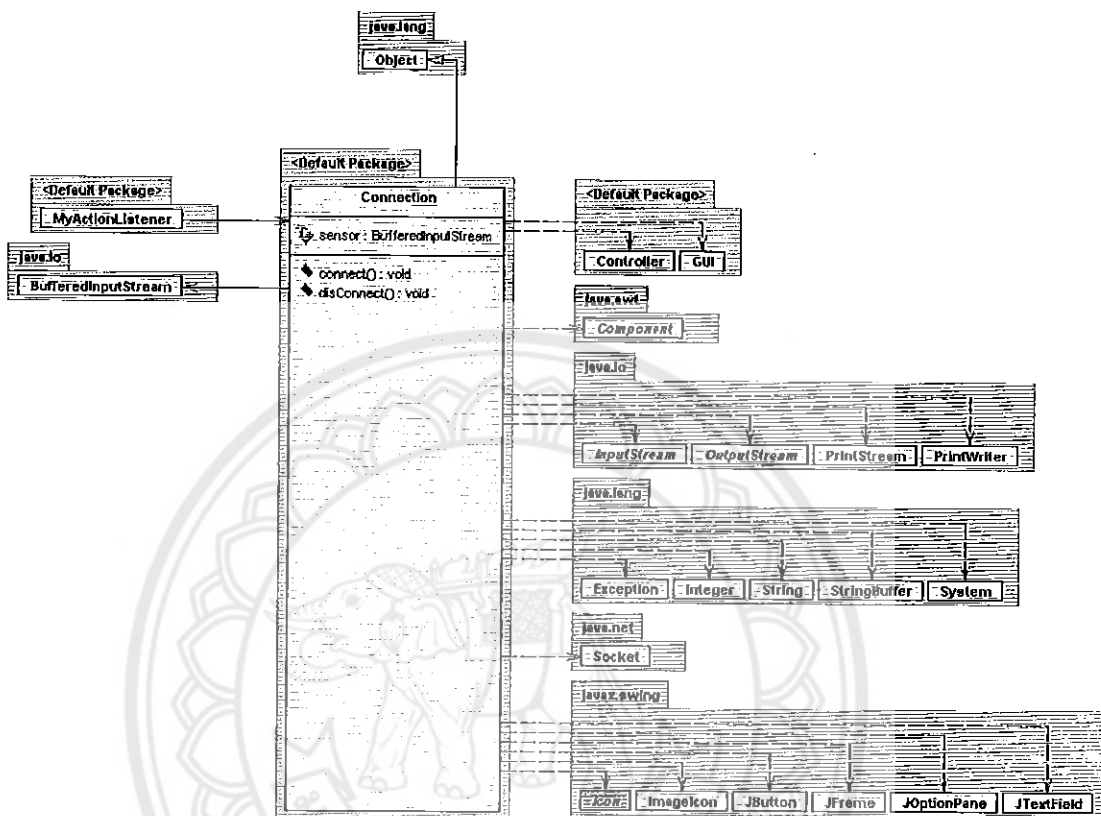 java.lang
Object
<Default Package>
Connection
sensor : BufferedInputStream
connect() : void
disConnect() : void
<Default Package>
MyActionListener
java.io
BufferedInputStream
<Default Package>
Controller GUI
java.awt
Component
java.io
InputStream OutputStream PrintStream PrintWriter
java.lang
Exception Integer String StringBuffer System
java.net
Socket
javax.swing
Icon ImageIcon JButton JFrame JOptionPane JTextField